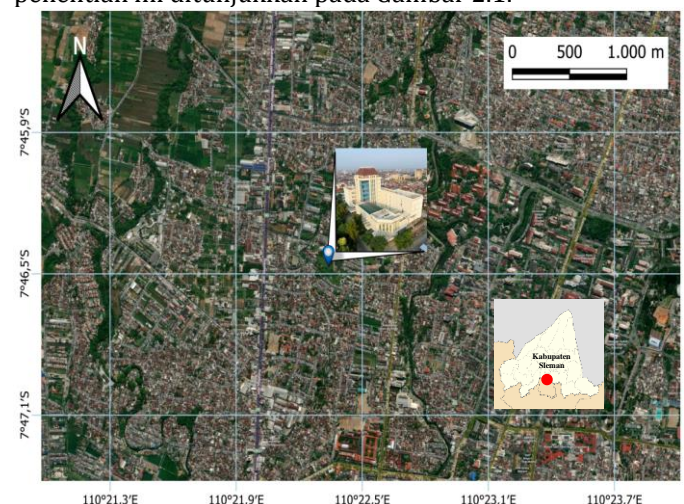 penelitian ini ditunjukkan pada Gambar 2.1.
N
0 500 1.000 m
7°45,9'S
7°46,5'S
7°47,1'S
Kabupaten
Sleman
110°21.3'E 110°21.9'E 110°22.5'E 110°23.1'E 110°23.7'E